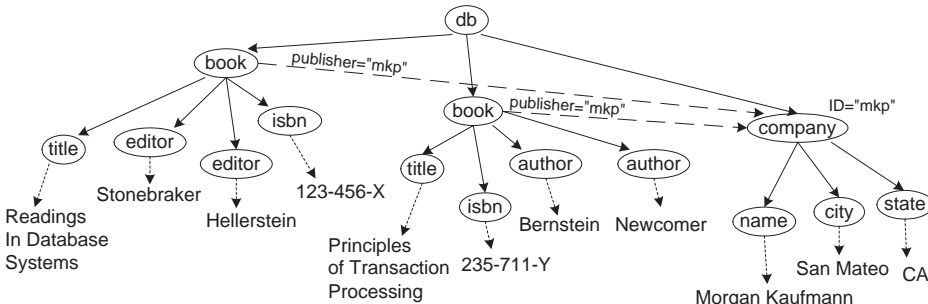 db
publisher="mkp"
book
ID="mkp"
book
publisher="mkp"
isbn
company
title
editor
editor
title
author
author
Stonebraker
123-456-X
isbn
name
city
state
Readings
In Database
Systems
Hellerstein
Bernstein
Newcomer
Principles
of Transaction
Processing
235-711-Y
San Mateo
CA
Morgan Kaufmann